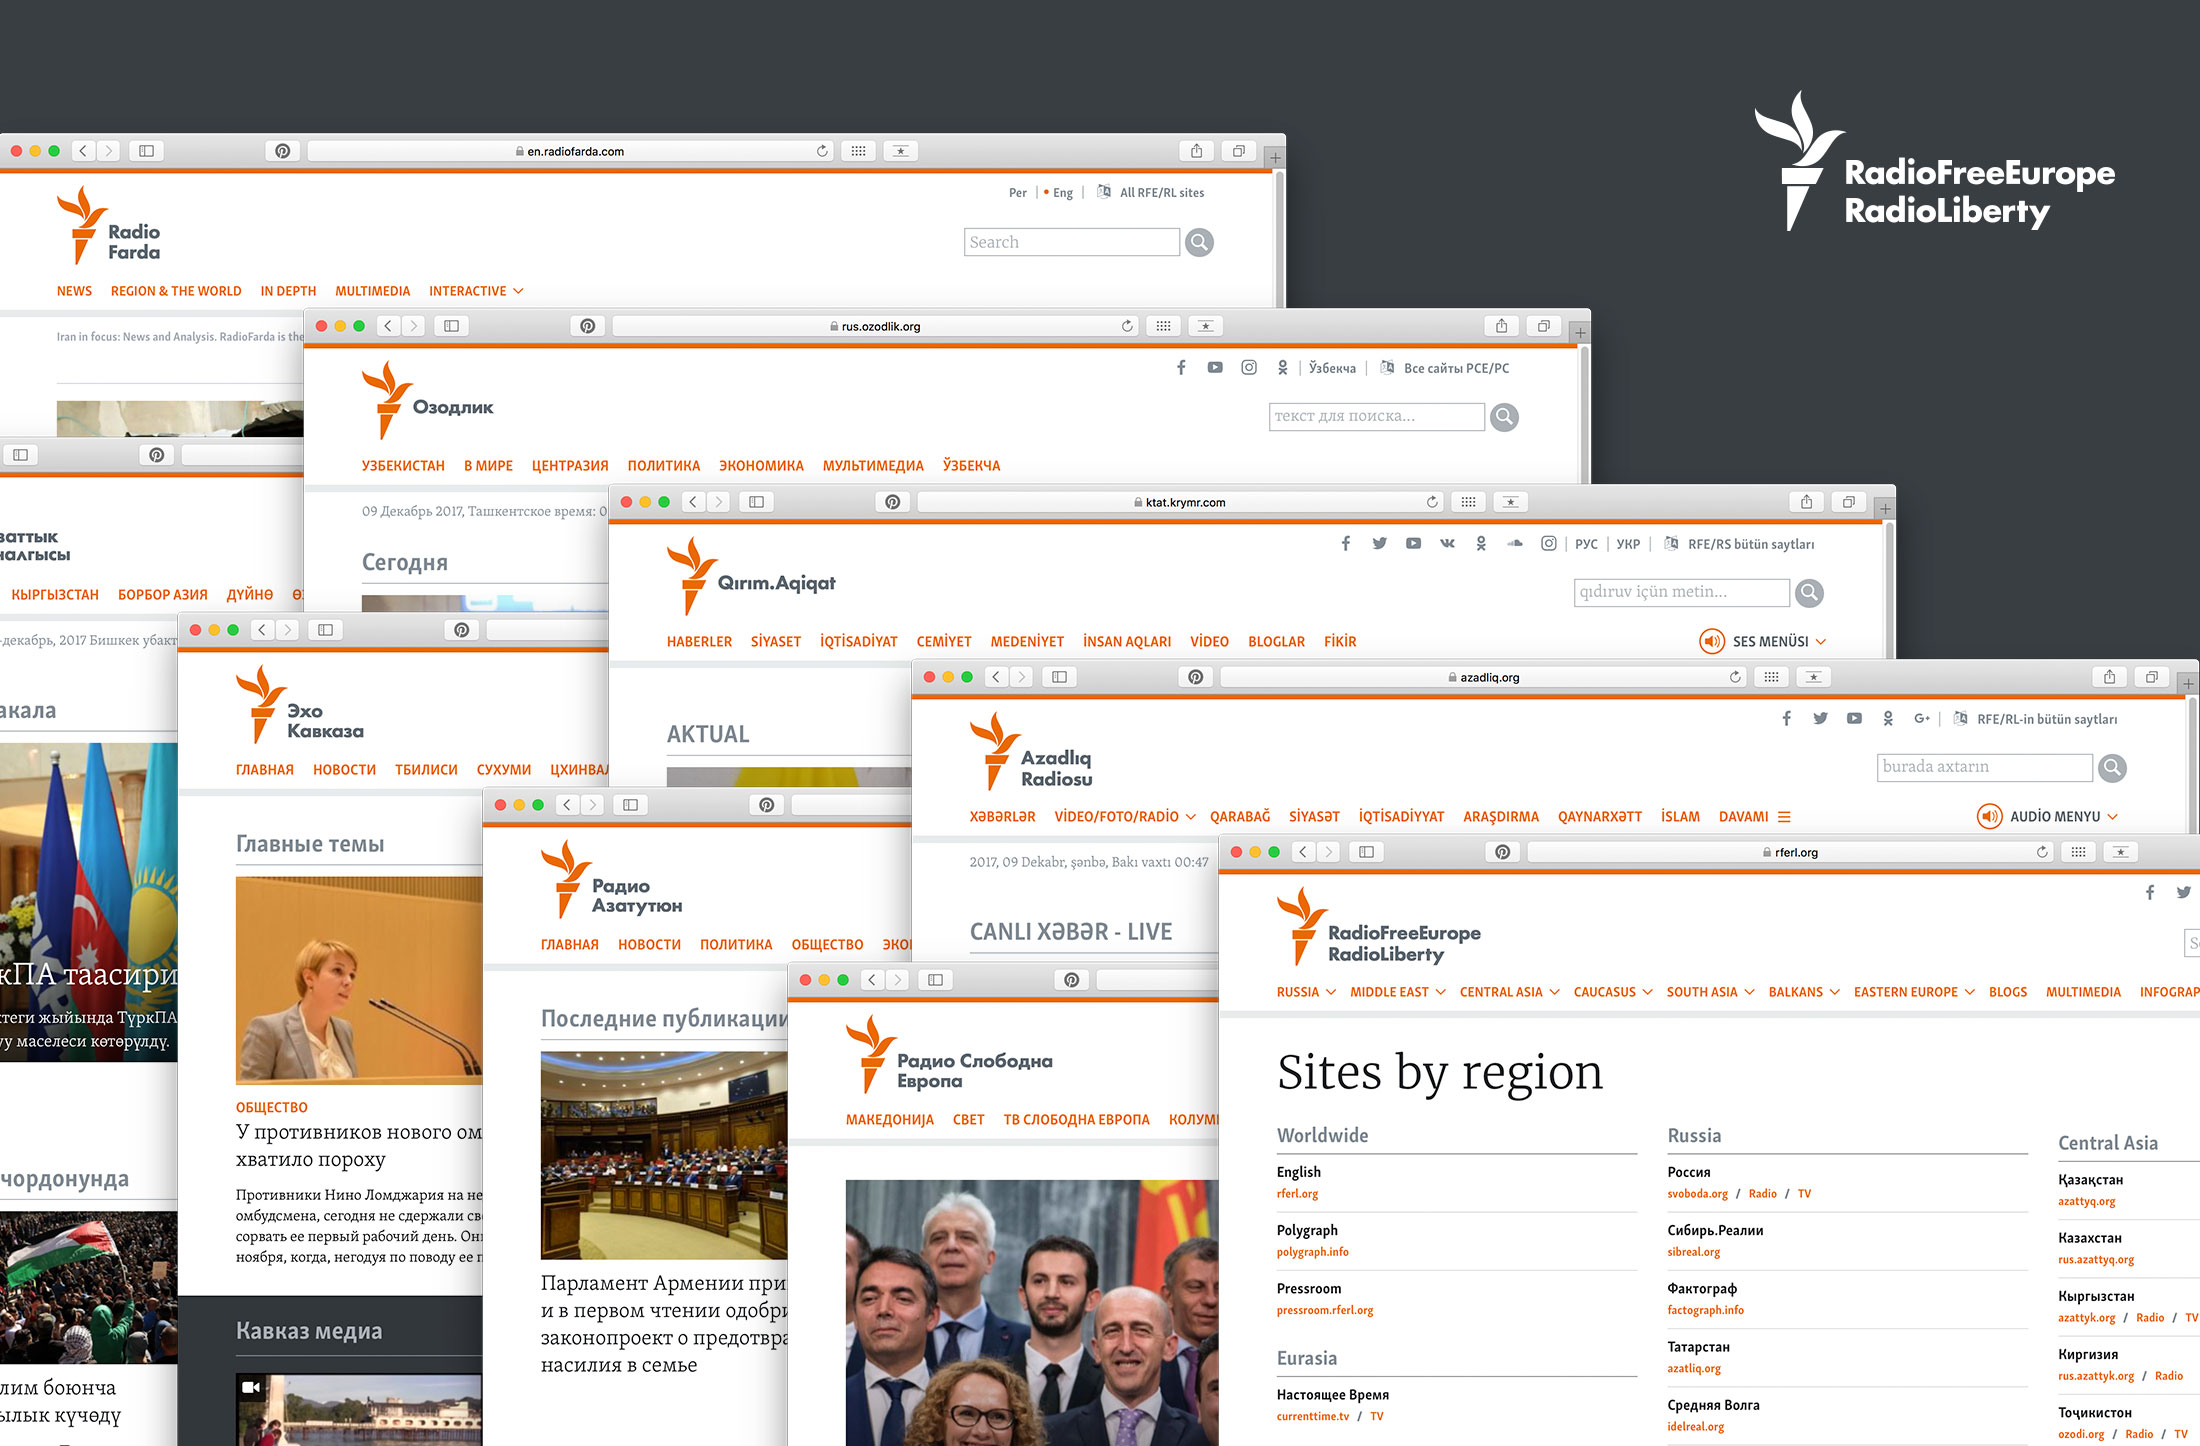 RadioFreeEurope
RadioLiberty
en.radiofarda.com
Per | • Eng | All RFE/RL sites
Radio
Farda
Search
NEWS REGION & THE WORLD IN DEPTH MULTIMEDIA INTERACTIVE
Iran in focus: News and Analysis. RadioFarda is the
rus.ozodlik.org
Ўзбекча | Все сайты РСЕ/РС
Озодлик
текст для поиска...
УЗБЕКИСТАН В МИРЕ ЦЕНТРАЗИЯ ПОЛИТИКА ЭКОНОМИКА МУЛЬТИМЕДИА ЎЗБЕКЧА
09 Декабрь 2017, Ташкентское время: 0
Сегодня
ваттык
налгысы
КЫРГЫЗСТАН БОРБОР АЗИЯ ДҮЙНӨ
-декабрь, 2017 Бишкек убакт
акала
кПА таасири
ктеги жыйында ТүркПА
уу маселеси көтөрүлдү.
чордонунда
лим боюнча
ылык күчөдү
ktat.krymr.com
РУС | УКР | RFE/RS bütün saytları
Qırım.Aqiqat
qıdıruv içün metin...
HABERLER SİYASET İQTİSADİYAT CEMİYET MEDENİYET İNSAN AQLARI VİDEO BLOGLAR FİKİR
SES MENÜSI
AKTUAL
Эхо
Кавказа
ГЛАВНАЯ НОВОСТИ ТБИЛИСИ СУХУМИ ЦХИНВАЛ
Главные темы
ОБЩЕСТВО
У противников нового ом
хватило пороху
Противники Нино Ломджария на не
омбудсмена, сегодня не сдержали сво
сорвать ее первый рабочий день. Они
ноября, когда, негодуя по поводу ее п
Кавказ медиа
azadliq.org
G+ | RFE/RL-in bütün saytları
Azadlıq
Radiosu
burada axtarın
XƏBƏRLƏR VİDEO/FOTO/RADİO QARABAĞ SİYASƏT İQTİSADİYYAT ARAŞDIRMA QAYNARXƏTT İSLAM DAVAMI
AUDİO MENYU
2017, 09 Dekabr, şənbə, Bakı vaxtı 00:47
CANLI XƏBƏR - LIVE
Радио
Азатутюн
ГЛАВНАЯ НОВОСТИ ПОЛИТИКА ОБЩЕСТВО ЭКО
Последние публикации
Парламент Армении при
и в первом чтении одобри
законопроект о предотвра
насилия в семье
Радио Слободна
Европа
МАКЕДОНИЈА СВЕТ ТВ СЛОБОДНА ЕВРОПА КОЛУМ
rferl.org
RadioFreeEurope
RadioLiberty
RUSSIA MIDDLE EAST CENTRAL ASIA CAUCASUS SOUTH ASIA BALKANS EASTERN EUROPE BLOGS MULTIMEDIA INFOGRAP
Sites by region
Worldwide
English
rferl.org
Polygraph
polygraph.info
Pressroom
pressroom.rferl.org
Eurasia
Настоящее Время
currenttime.tv / TV
Russia
Россия
svoboda.org / Radio / TV
Сибирь.Реалии
sibreal.org
Фактограф
factograph.info
Татарстан
azatliq.org
Средняя Волга
idelreal.org
Central Asia
Қазақстан
azattyq.org
Казахстан
rus.azattyq.org
Кыргызстан
azattyk.org / Radio / TV
Киргизия
rus.azattyk.org / Radio
Тоҷикистон
ozodi.org / Radio / TV